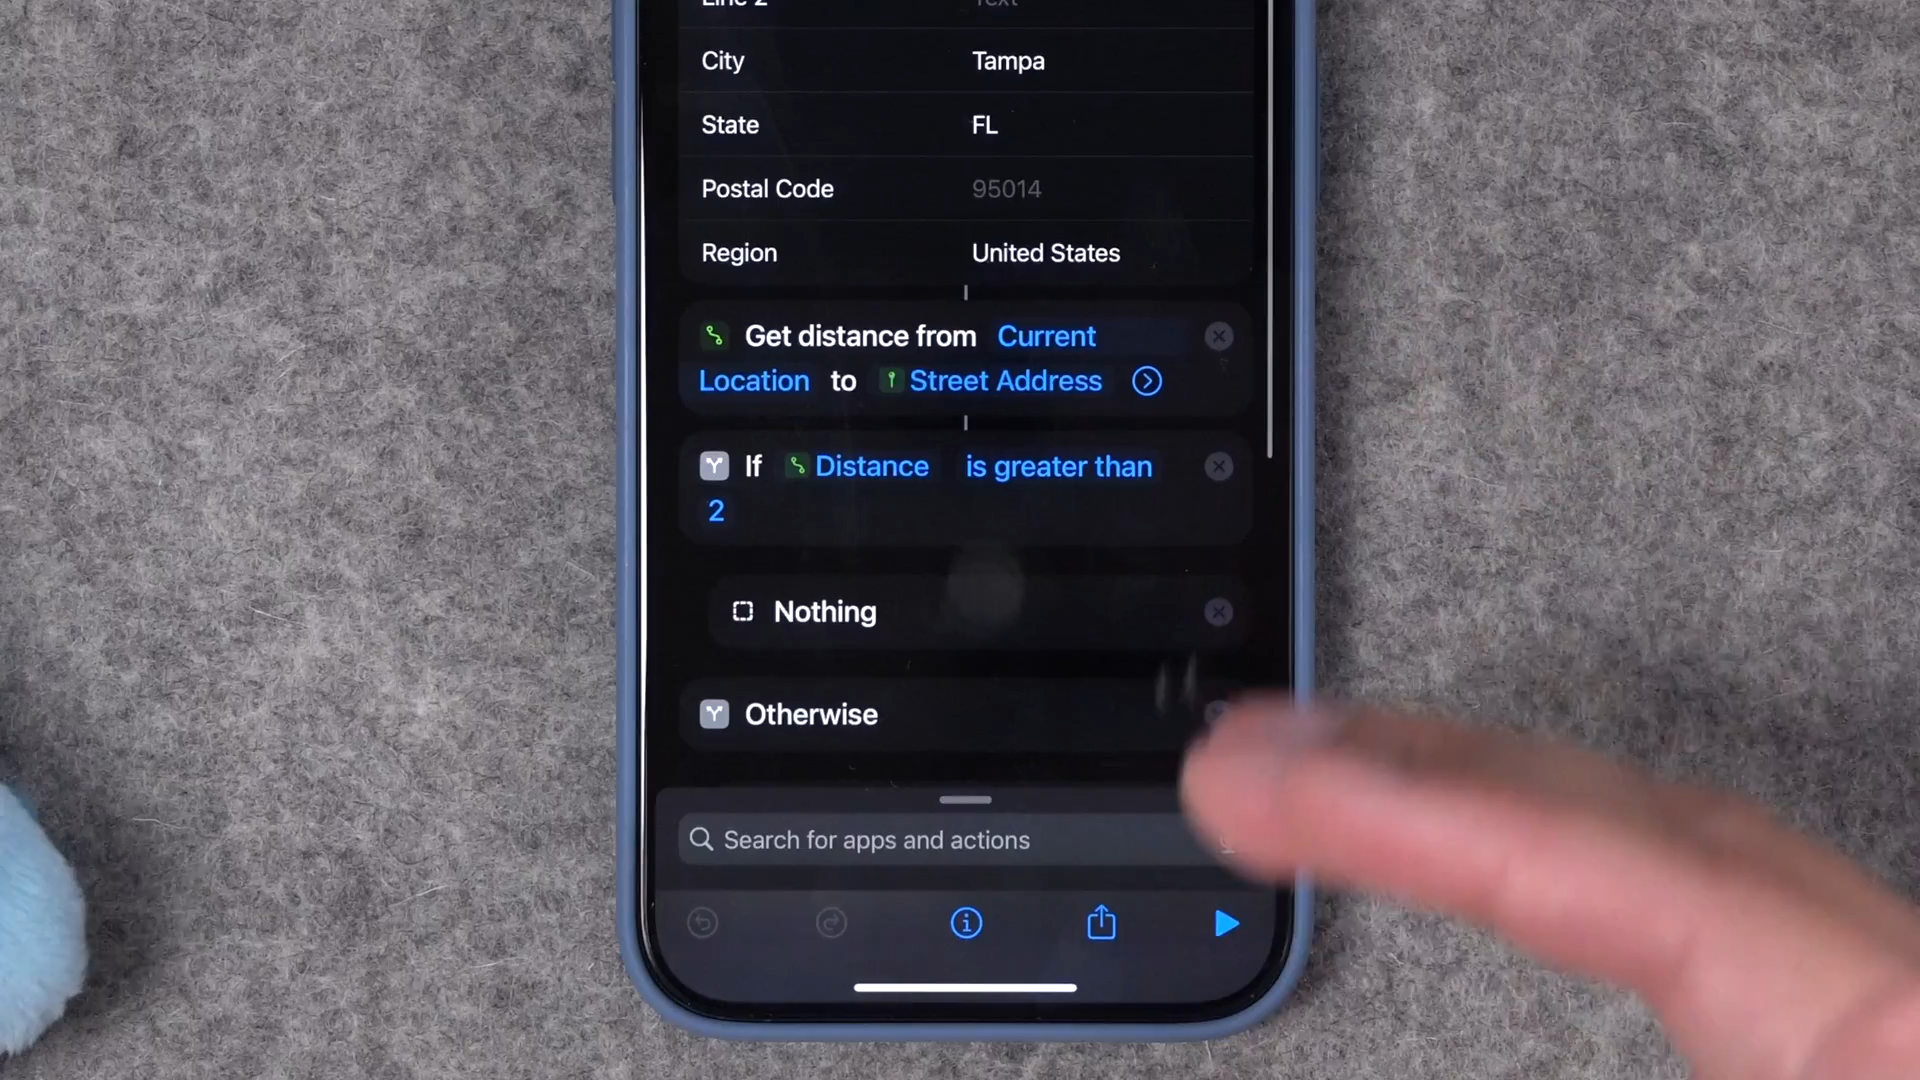 Line 2 Text
City Tampa
State FL
Postal Code 95014
Region United States
Get distance from Current
Location to Street Address
If Distance is greater than
2
Nothing
Otherwise
Search for apps and actions